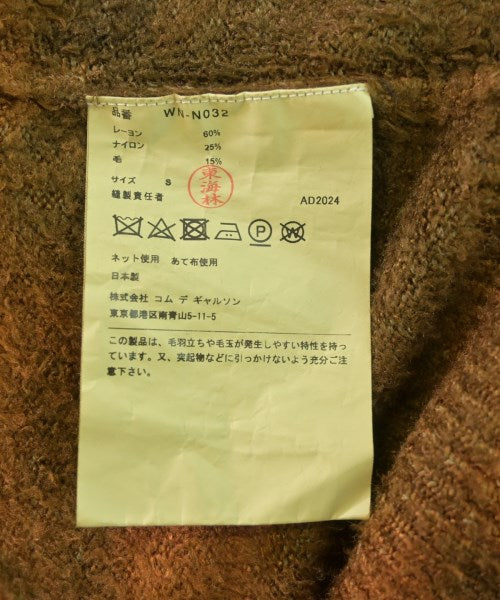 品番 WN-N032
レーヨン 60%
ナイロン 25%
毛 15%
サイズ S
縫製責任者 東海林 AD2024
ネット使用 あて布使用
日本製
株式会社 コム デ ギャルソン
東京都港区南青山5-11-5
この製品は、毛羽立ちや毛玉が発生しやすい特性を持っ
ています。又、突起物などに引っかけないよう充分ご注
意下さい。